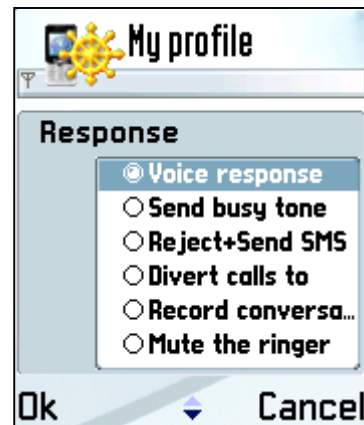 My profile
Response
Voice response
Send busy tone
Reject+Send SMS
Divert calls to
Record conversa...
Mute the ringer
Ok Cancel